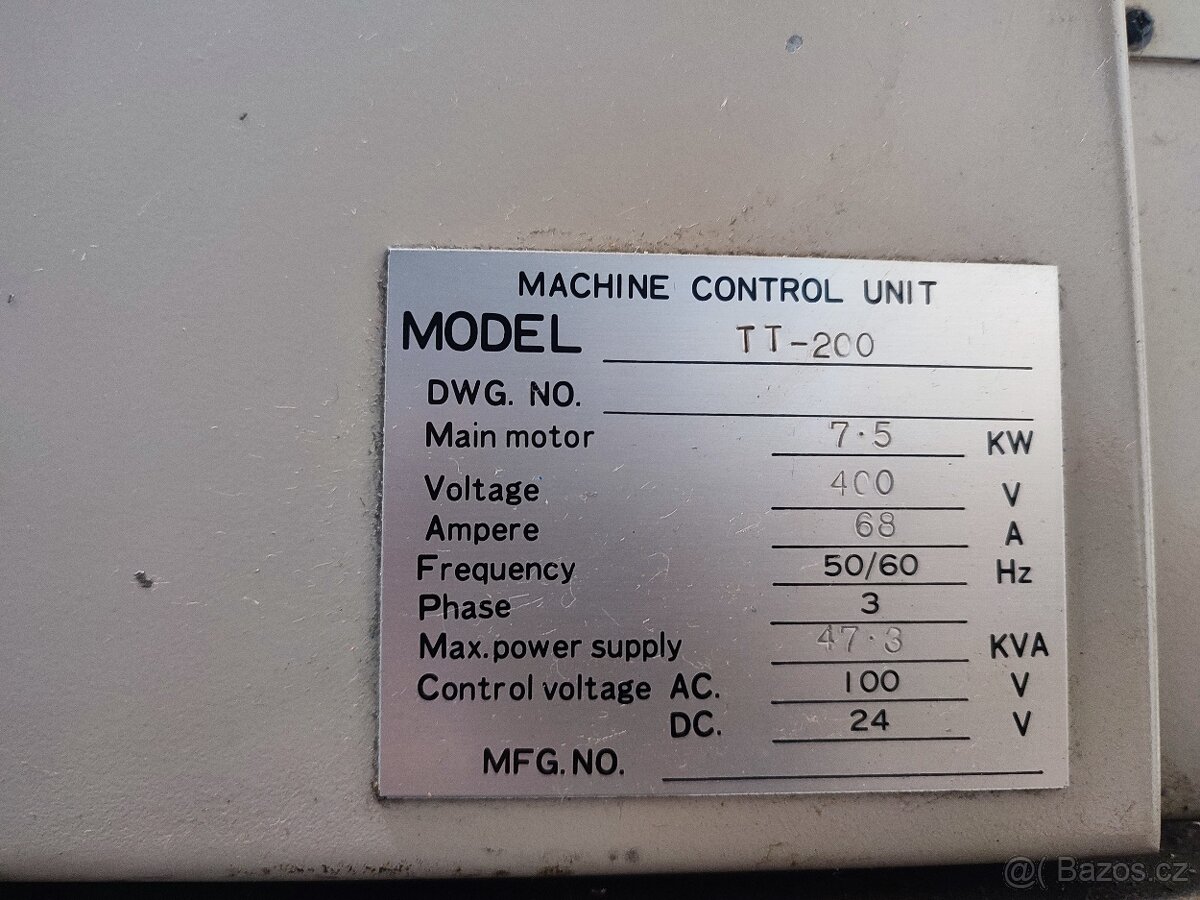 MACHINE CONTROL UNIT
MODEL TT-200
DWG. NO.
Main motor 7.5 KW
Voltage 400 V
Ampere 68 A
Frequency 50/60 Hz
Phase 3
Max.power supply 47.3 KVA
Control voltage AC. 100 V
DC. 24 V
MFG.NO.
@( Bazos.cz